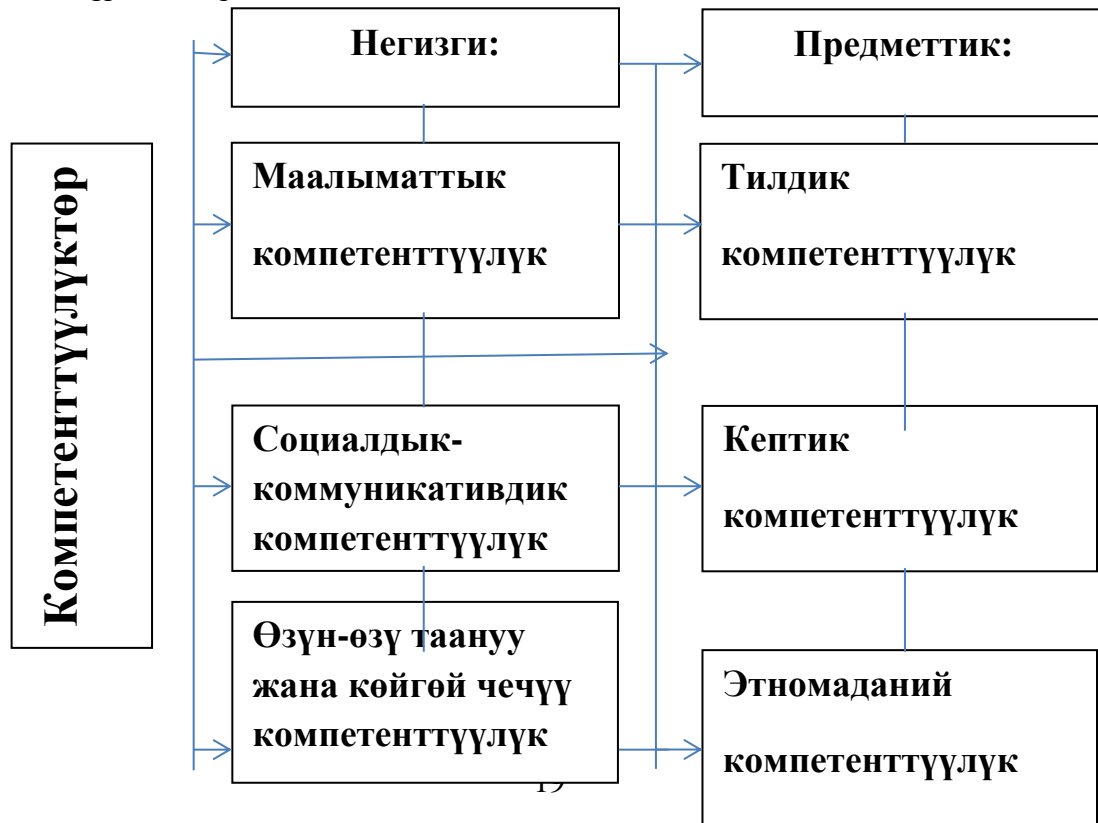 Компетенттүүлүктөр
Негизги:
Предметтик:
Маалыматтык
компетенттүүлүк
Тилдик
компетенттүүлүк
Социалдык-
коммуникативдик
компетенттүүлүк
Кептик
компетенттүүлүк
Өзүн-өзү таануу
жана көйгөй чечүү
компетенттүүлүк
Этномаданий
компетенттүүлүк
19